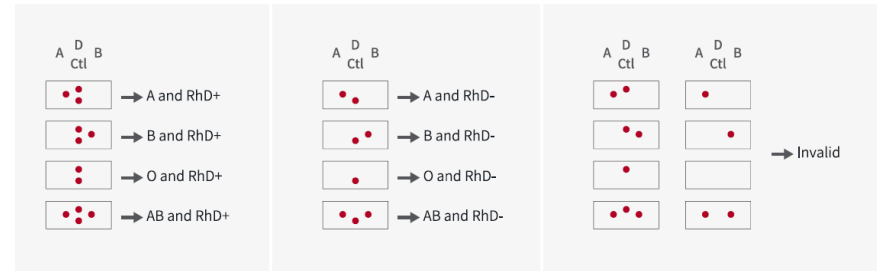 A D B
Ctl
A and RhD+
B and RhD+
O and RhD+
AB and RhD+
A D B
Ctl
A and RhD-
B and RhD-
O and RhD-
AB and RhD-
A D B
Ctl
A D B
Ctl
Invalid